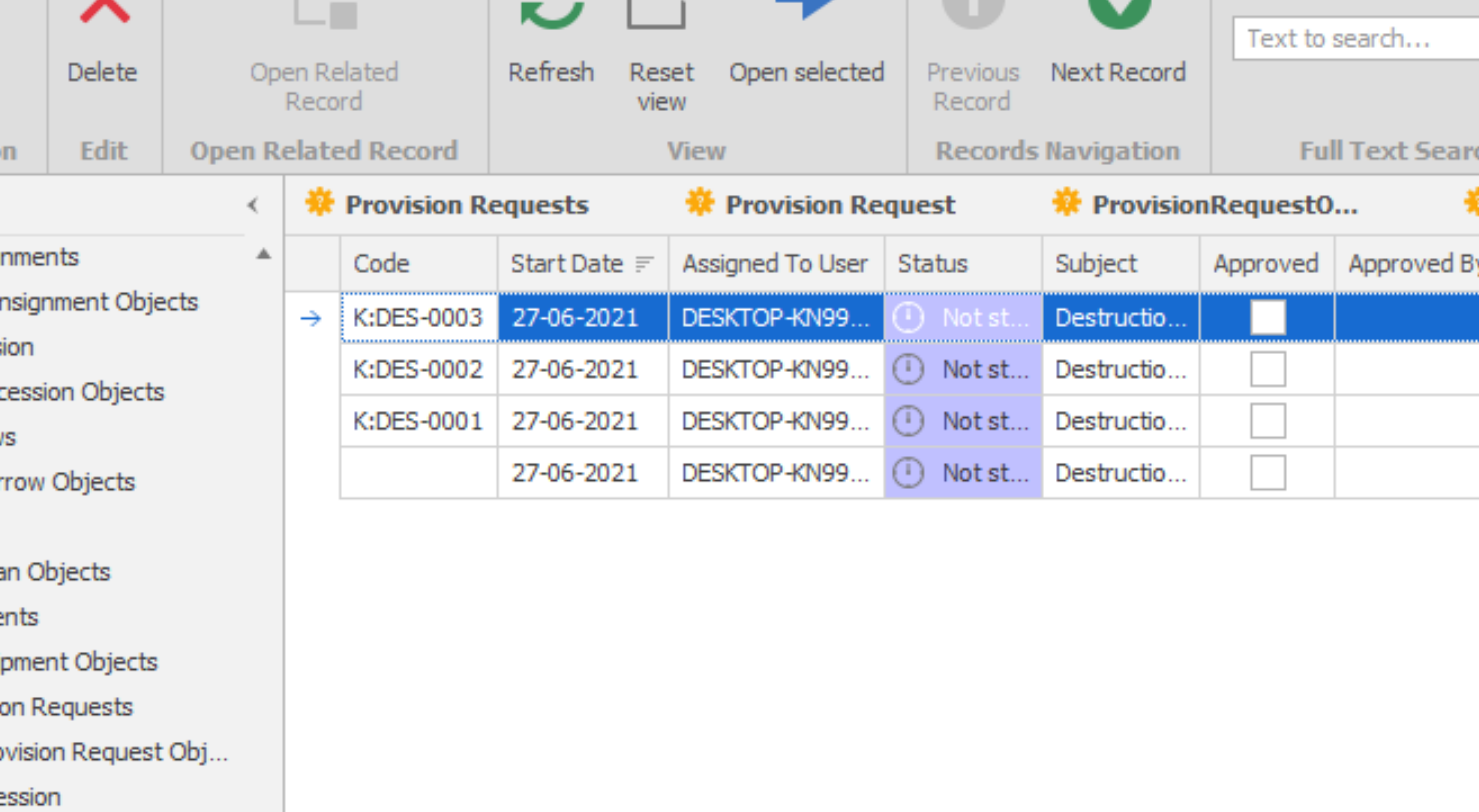 Delete
Open Related
Record
Refresh
Reset
view
Open selected
Previous
Record
Next Record
Text to search...
Edit
Open Related Record
View
Records Navigation
Full Text Sear
Provision Requests
Provision Request
ProvisionRequestO...
Code
Start Date
Assigned To User
Status
Subject
Approved
Approved By
K:DES-0003 27-06-2021 DESKTOP-KN99... Not st... Destructio...
K:DES-0002 27-06-2021 DESKTOP-KN99... Not st... Destructio...
K:DES-0001 27-06-2021 DESKTOP-KN99... Not st... Destructio...
27-06-2021 DESKTOP-KN99... Not st... Destructio...
nments
nsignment Objects
sion
cession Objects
ws
rrow Objects
an Objects
ents
pment Objects
on Requests
ovision Request Obj...
ession